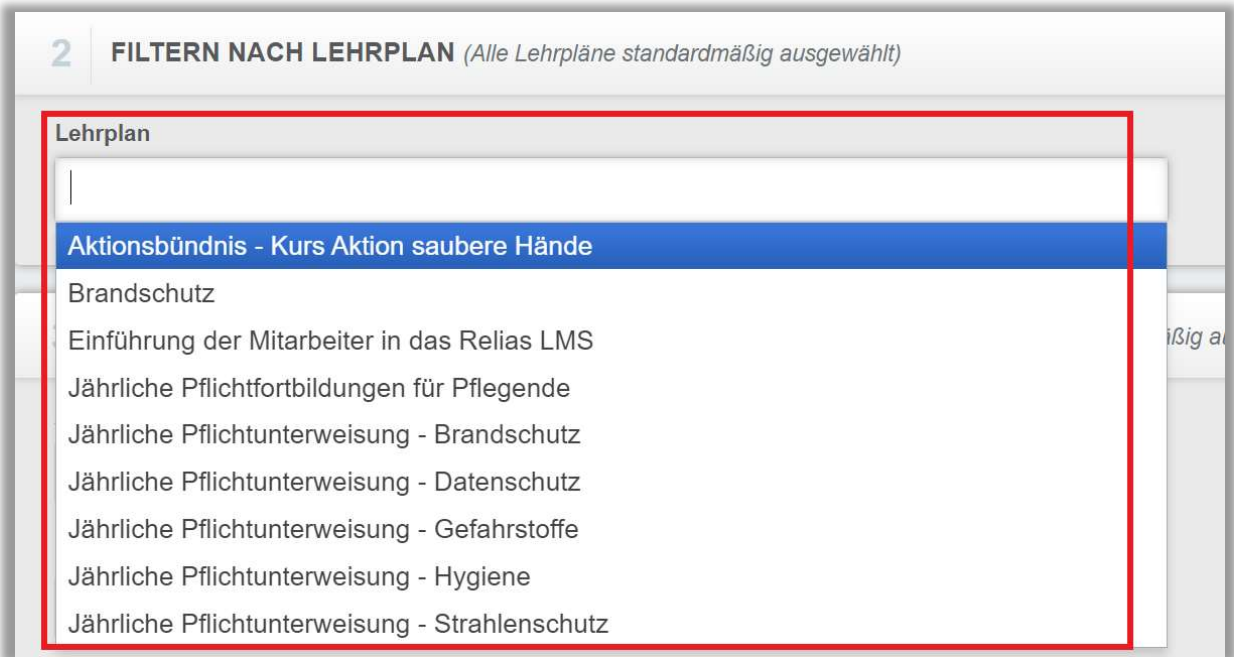 2 FILTERN NACH LEHRPLAN (Alle Lehrpläne standardmäßig ausgewählt)
Lehrplan
Aktionsbündnis - Kurs Aktion saubere Hände
Brandschutz
Einführung der Mitarbeiter in das Relias LMS
Jährliche Pflichtfortbildungen für Pflegende
Jährliche Pflichtunterweisung - Brandschutz
Jährliche Pflichtunterweisung - Datenschutz
Jährliche Pflichtunterweisung - Gefahrstoffe
Jährliche Pflichtunterweisung - Hygiene
Jährliche Pflichtunterweisung - Strahlenschutz